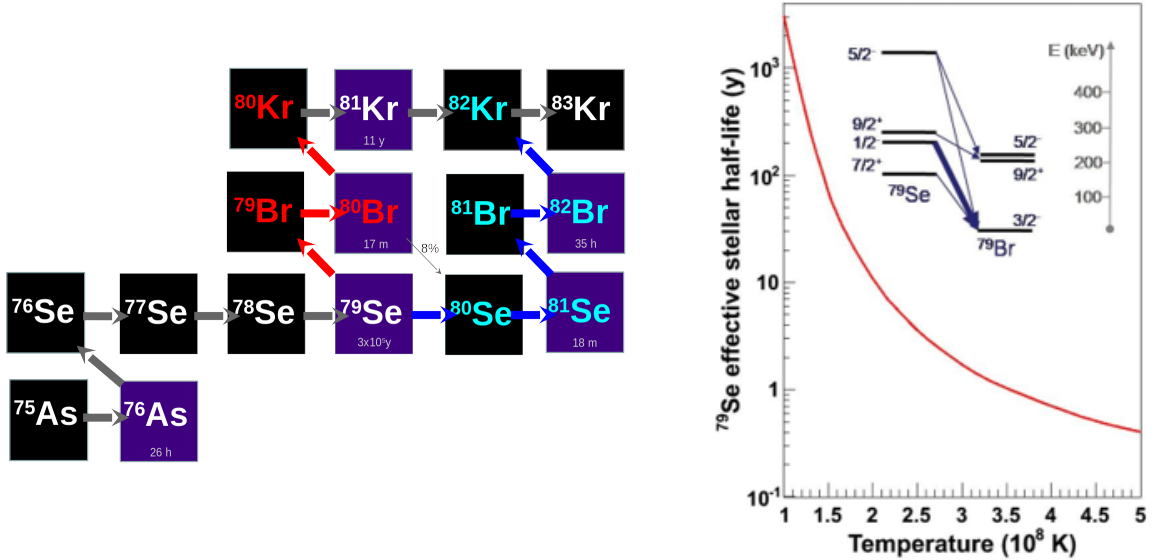 ⁸⁰Kr
⁸¹Kr
11 y
⁸²Kr
⁸³Kr
⁷⁹Br
⁸⁰Br
17 m
8%
⁸¹Br
⁸²Br
35 h
⁷⁶Se
⁷⁷Se
⁷⁸Se
⁷⁹Se
⁸⁰Se
⁸¹Se
18 m
⁷⁵As
⁷⁶As
26 h
⁷⁹Se effective stellar half-life (y)
10³
10²
10
1
10⁻¹
1 1.5 2 2.5 3 3.5 4 4.5 5
Temperature (10⁸ K)
5/2⁻
9/2⁺
1/2⁻
7/2⁺
⁷⁹Se
5/2⁻
9/2⁺
3/2⁻
⁷⁹Br
E (keV)
400
300
200
100